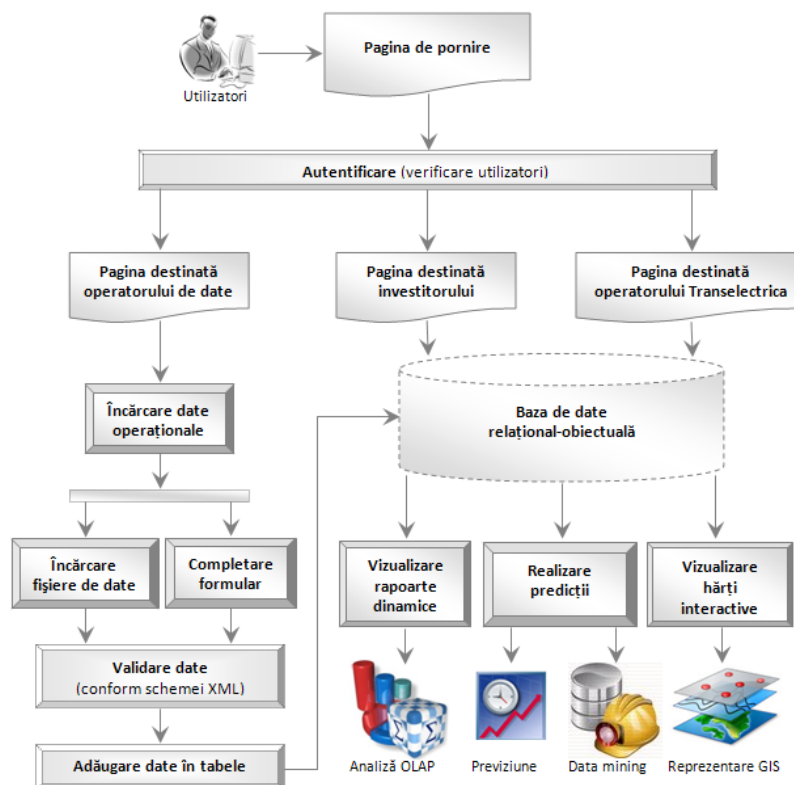 Pagina de pornire
Utilizatori
Autentificare (verificare utilizatori)
Pagina destinată
operatorului de date
Pagina destinată
investitorului
Pagina destinată
operatorului Transelectrica
Încărcare date
operaționale
Baza de date
relațional-obiectuală
Încărcare
fișiere de date
Completare
formular
Vizualizare
rapoarte
dinamice
Realizare
predicții
Vizualizare
hărți
interactive
Validare date
(conform schemei XML)
Adăugare date în tabele
Analiză OLAP
Previziune
Data mining
Reprezentare GIS